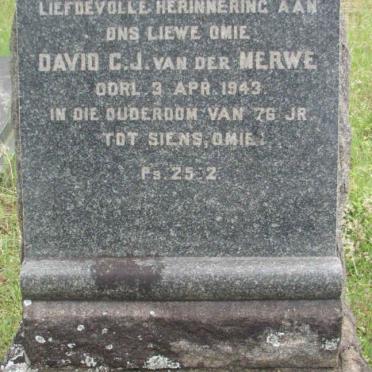 LIEFDEVOLLE HERINNERING AAN
ONS LIEWE OMIE
DAVID C.J. VAN DER MERWE
OORL. 3 APR. 1943.
IN DIE OUDERDOM VAN 76 JR.
TOT SIENS, OMIE.
Ps. 25:2